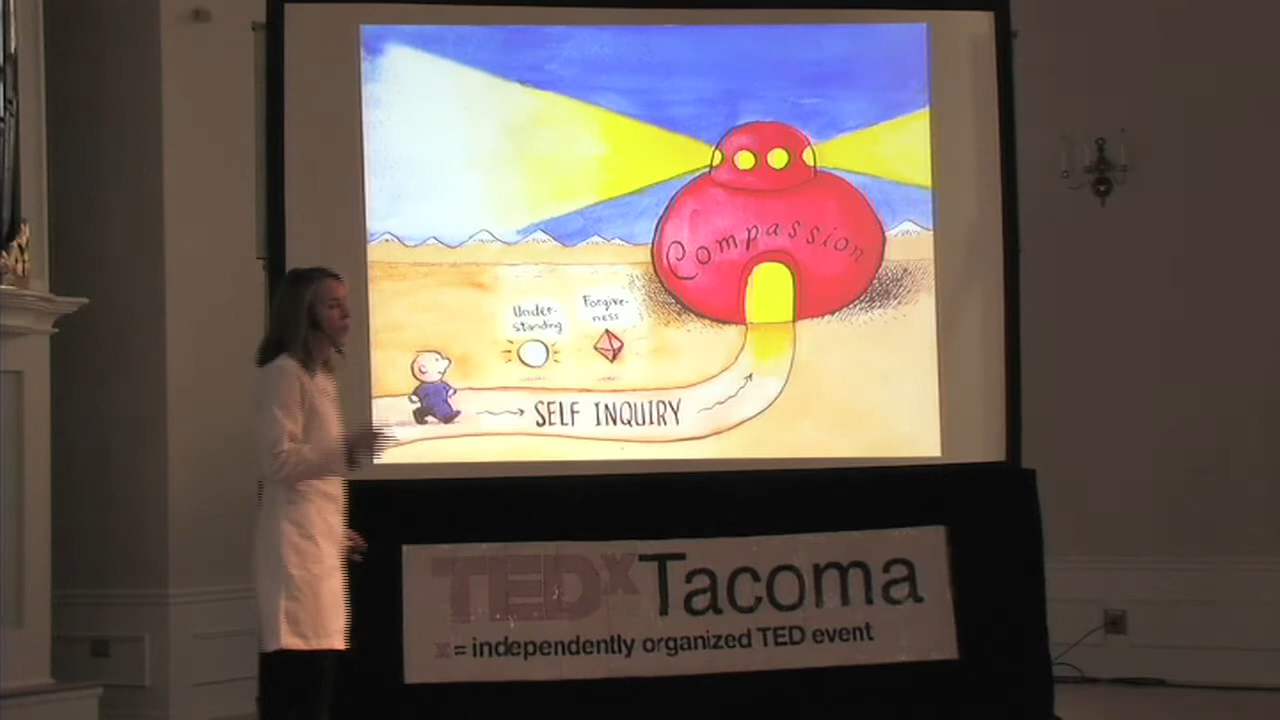 Compassion
Under-
standing
Forgive-
ness
SELF INQUIRY
TEDxTacoma
x = independently organized TED event